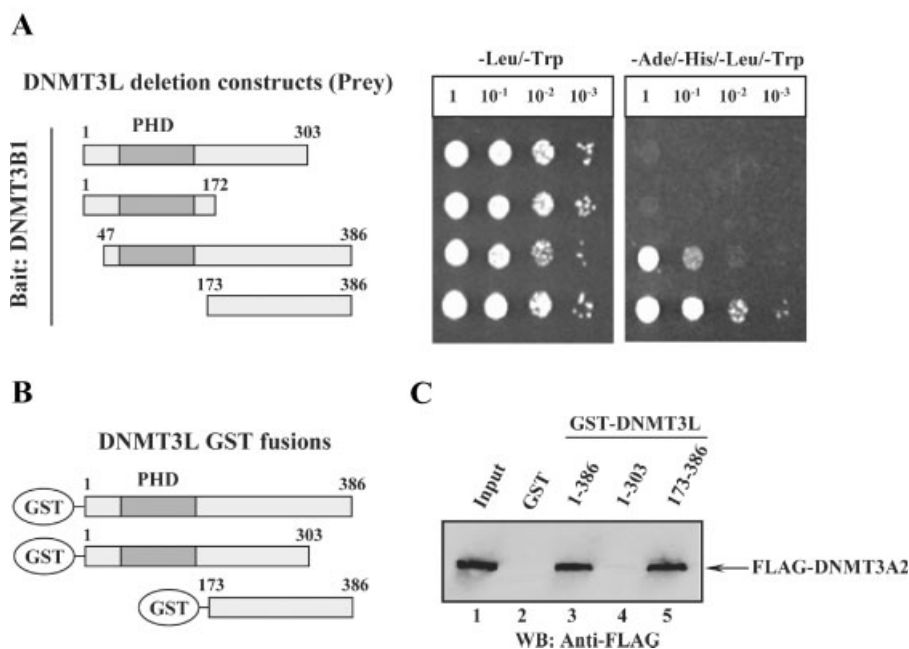 A
DNMT3L deletion constructs (Prey)
Bait: DNMT3B1
1 PHD 303
1 172
47 386
173 386
-Leu/-Trp
1 10⁻¹ 10⁻² 10⁻³
-Ade/-His/-Leu/-Trp
1 10⁻¹ 10⁻² 10⁻³
B
DNMT3L GST fusions
1 PHD 386
GST
1 303
GST
173 386
GST
C
GST-DNMT3L
Input GST 1-386 1-303 173-386
FLAG-DNMT3A2
1 2 3 4 5
WB: Anti-FLAG